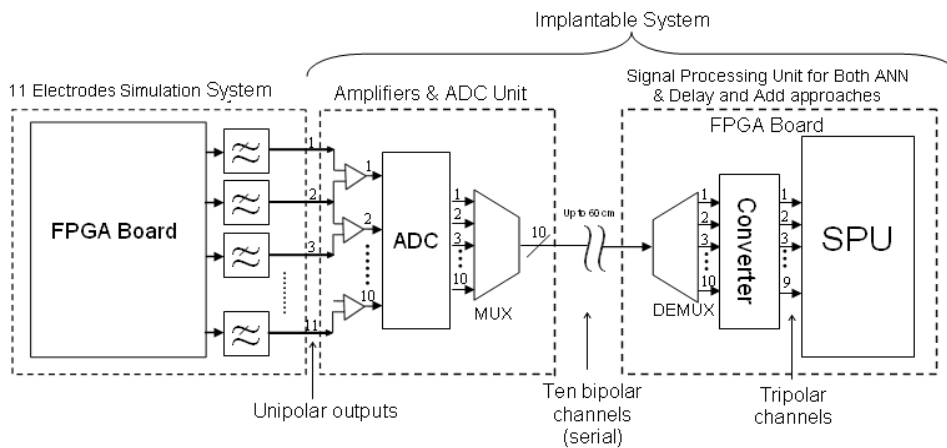 Implantable System
11 Electrodes Simulation System
Amplifiers & ADC Unit
Signal Processing Unit for Both ANN
& Delay and Add approaches
FPGA Board
FPGA Board
1
2
3
11
1
2
10
ADC
1
2
3
10
MUX
10
Up to 60 cm
1
2
3
10
DEMUX
Converter
1
2
3
9
SPU
Unipolar outputs
Ten bipolar
channels
(serial)
Tripolar
channels